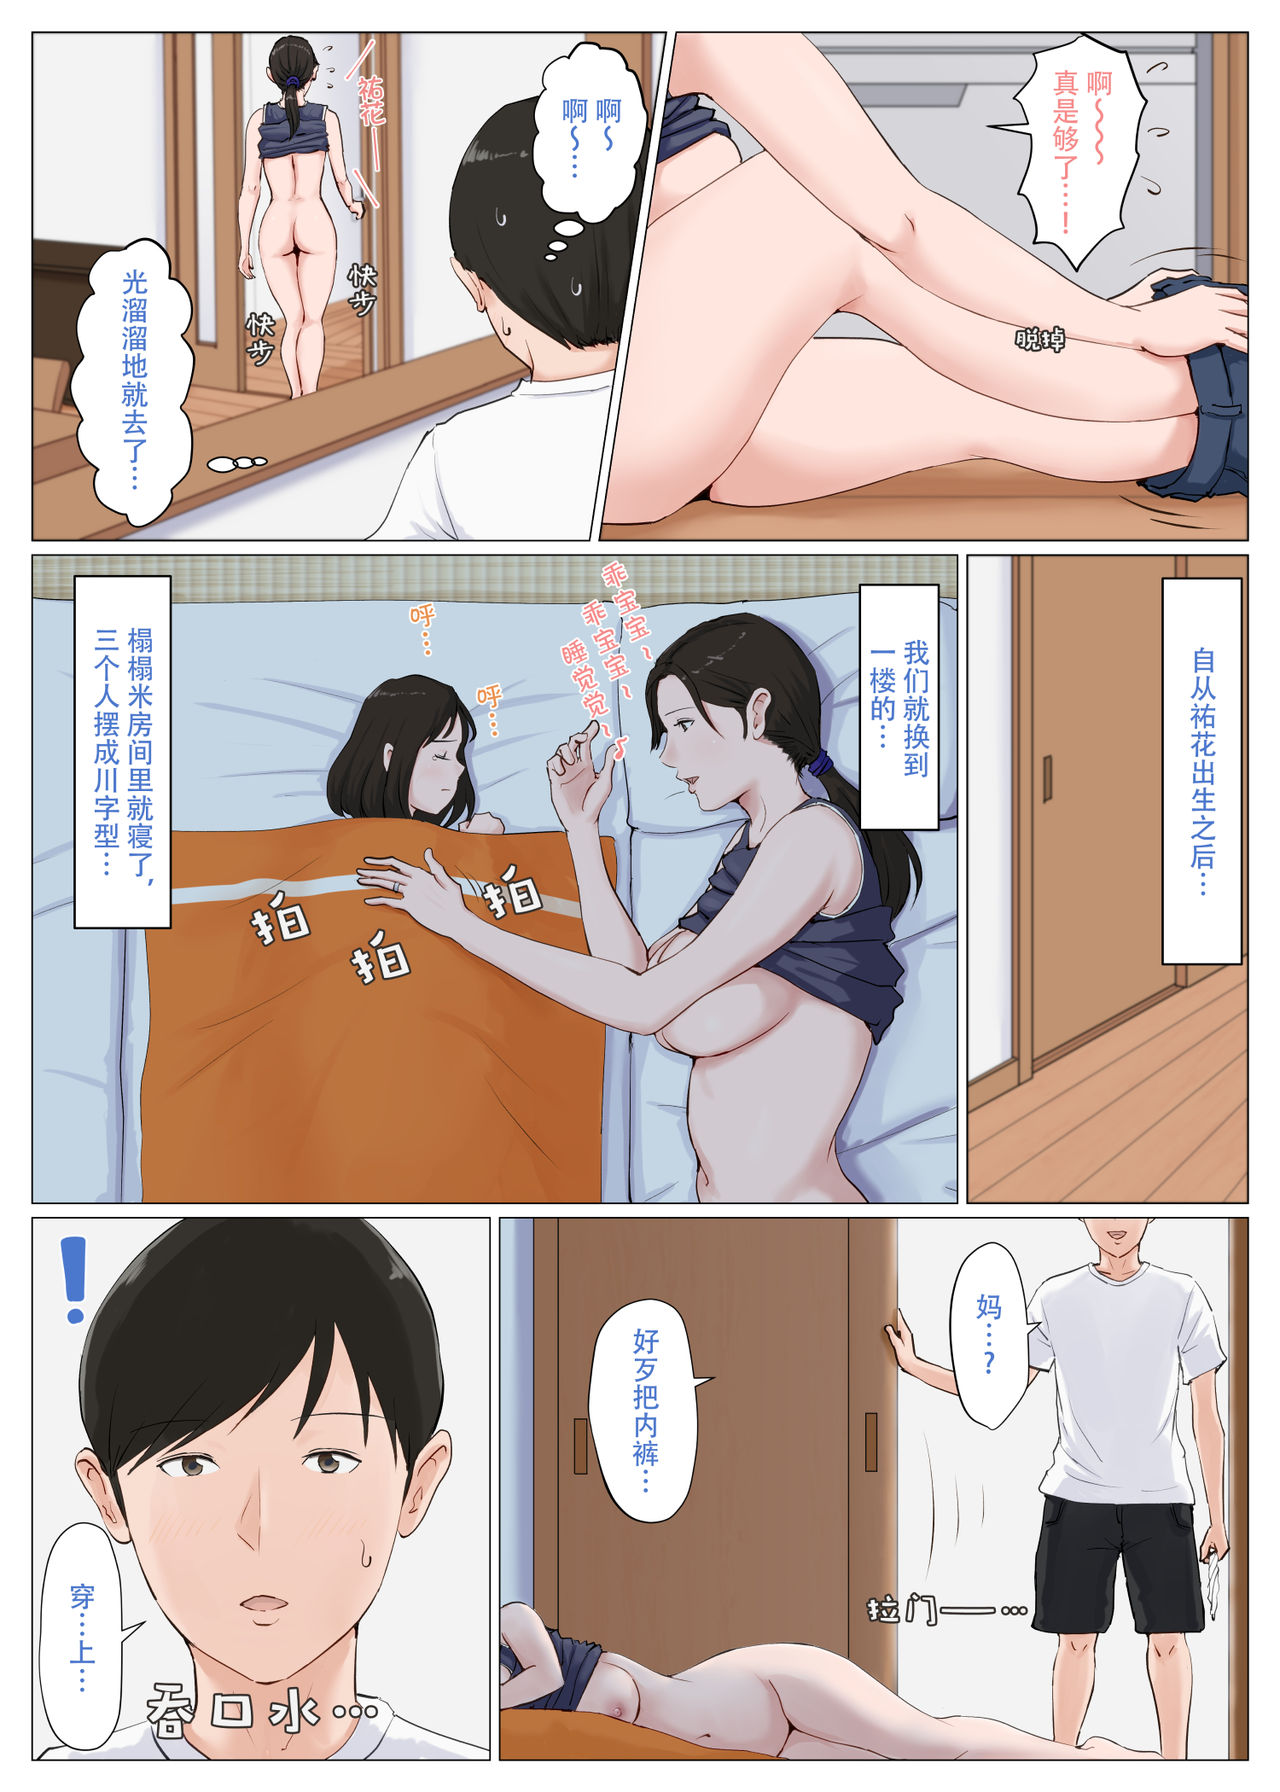 啊～～～
真是够了…！
脱掉
啊～
啊～…
祐花——
快步
快步
光溜溜地就去了…
自从祐花出生之后…
我们就换到
一楼的…
乖宝宝～
乖宝宝～
睡觉觉～♪
呼…
呼…
拍
拍
拍
榻榻米房间里就寝了，
三个人摆成川字型…
妈…？
拉门——…
好歹把内裤…
！
穿…上…
吞口水…